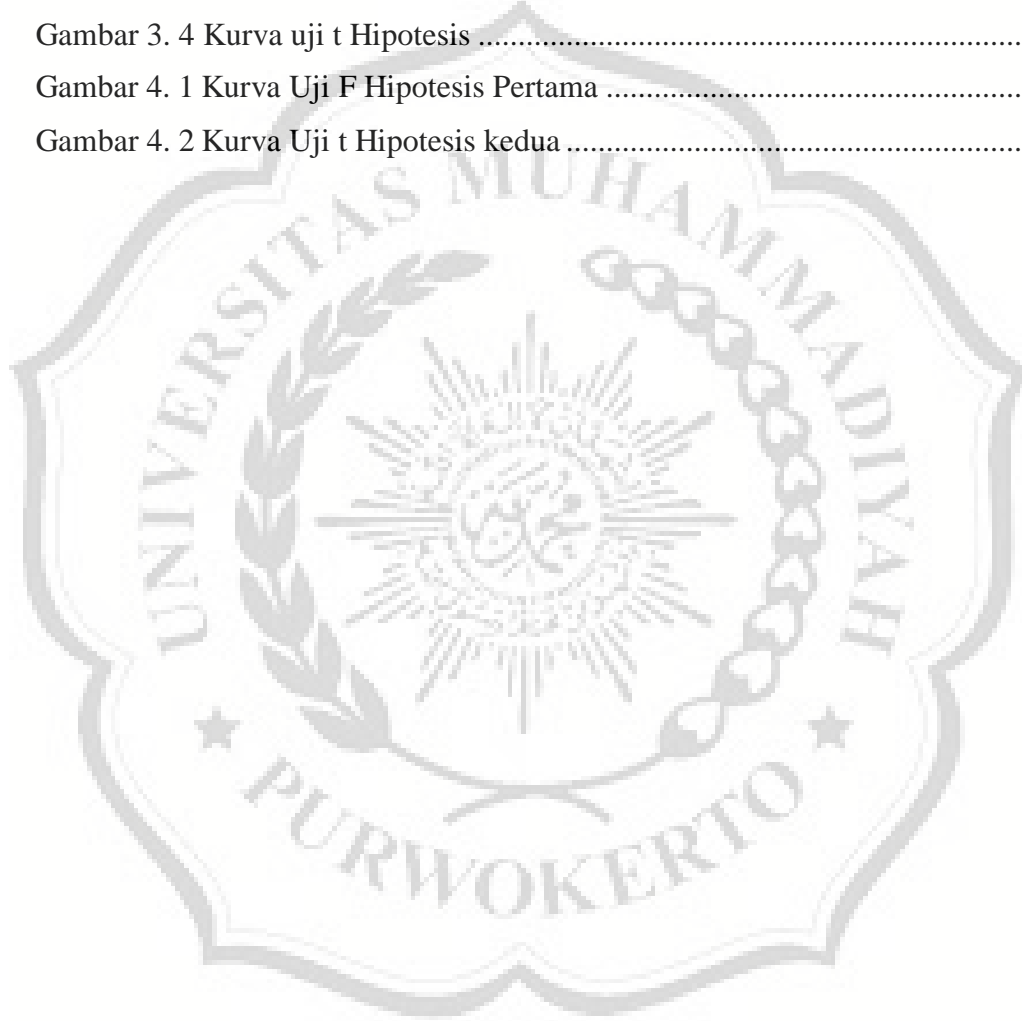 Gambar 3. 4 Kurva uji t Hipotesis ......................................................................
Gambar 4. 1 Kurva Uji F Hipotesis Pertama ......................................................
Gambar 4. 2 Kurva Uji t Hipotesis kedua ...........................................................
UNIVERSITAS MUHAMMADIYAH
★ PURWOKERTO ★